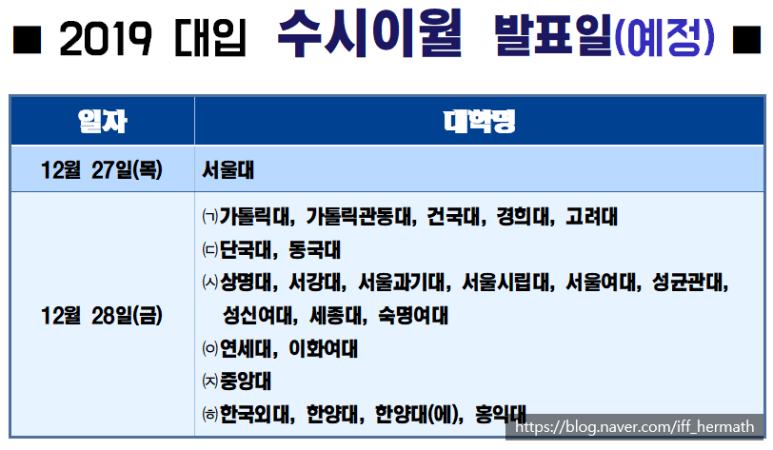 ■ 2019 대입 수시이월 발표일(예정) ■
일자 대학명
12월 27일(목) 서울대
㈀가톨릭대, 가톨릭관동대, 건국대, 경희대, 고려대
㈂단국대, 동국대
㈅상명대, 서강대, 서울과기대, 서울시립대, 서울여대, 성균관대,
12월 28일(금) 성신여대, 세종대, 숙명여대
㈇연세대, 이화여대
㈈중앙대
㈍한국외대, 한양대, 한양대(에), 홍익대
https://blog.naver.com/iff_hermath